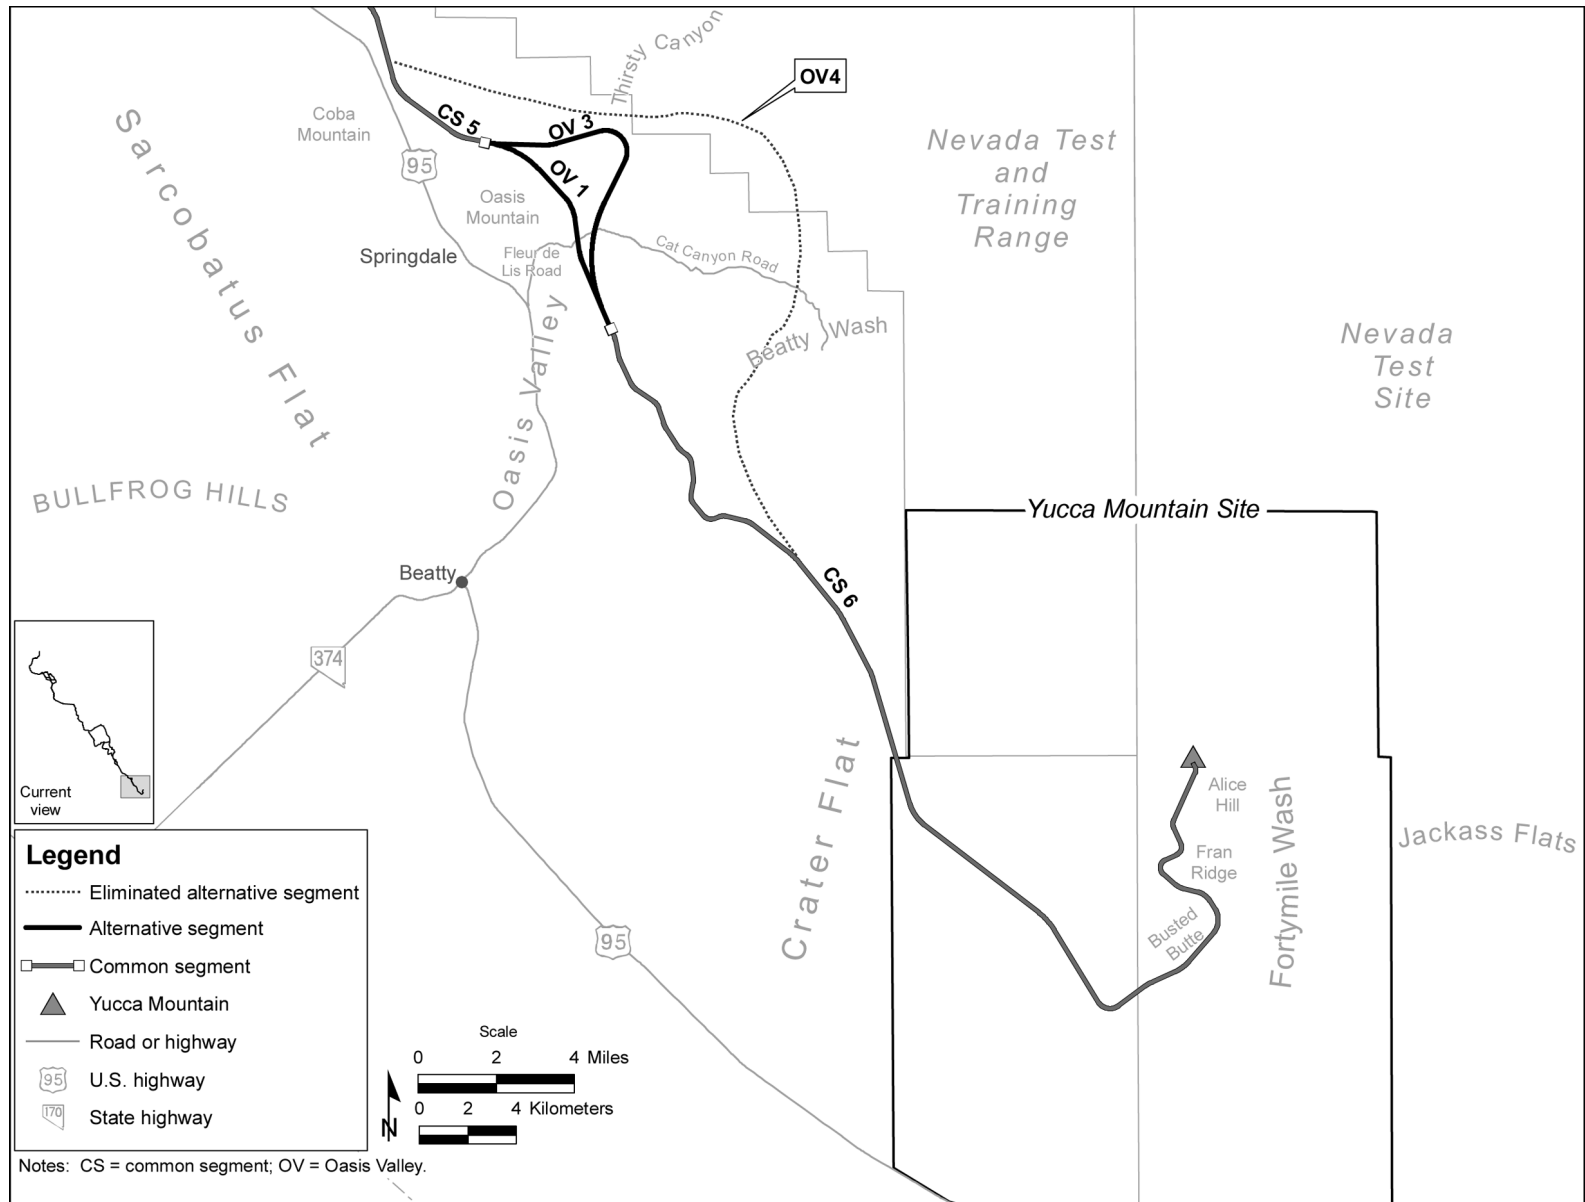 Thirsty Canyon
OV4
Coba
Mountain
CS 5
OV 3
Nevada Test
and
Training
Range
95
OV 1
Sarcobatus Flat
Oasis
Mountain
Springdale
Fleur de
Lis Road
Cat Canyon Road
Beatty Wash
Nevada
Test
Site
Oasis Valley
BULLFROG HILLS
Yucca Mountain Site
Beatty
CS 6
374
Current
view
Crater Flat
Alice
Hill
Fran
Ridge
Fortymile Wash
Jackass Flats
Busted
Butte
95
Legend
Eliminated alternative segment
Alternative segment
Common segment
Yucca Mountain
Road or highway
95 U.S. highway
170 State highway
Scale
0 2 4 Miles
0 2 4 Kilometers
N
Notes: CS = common segment; OV = Oasis Valley.